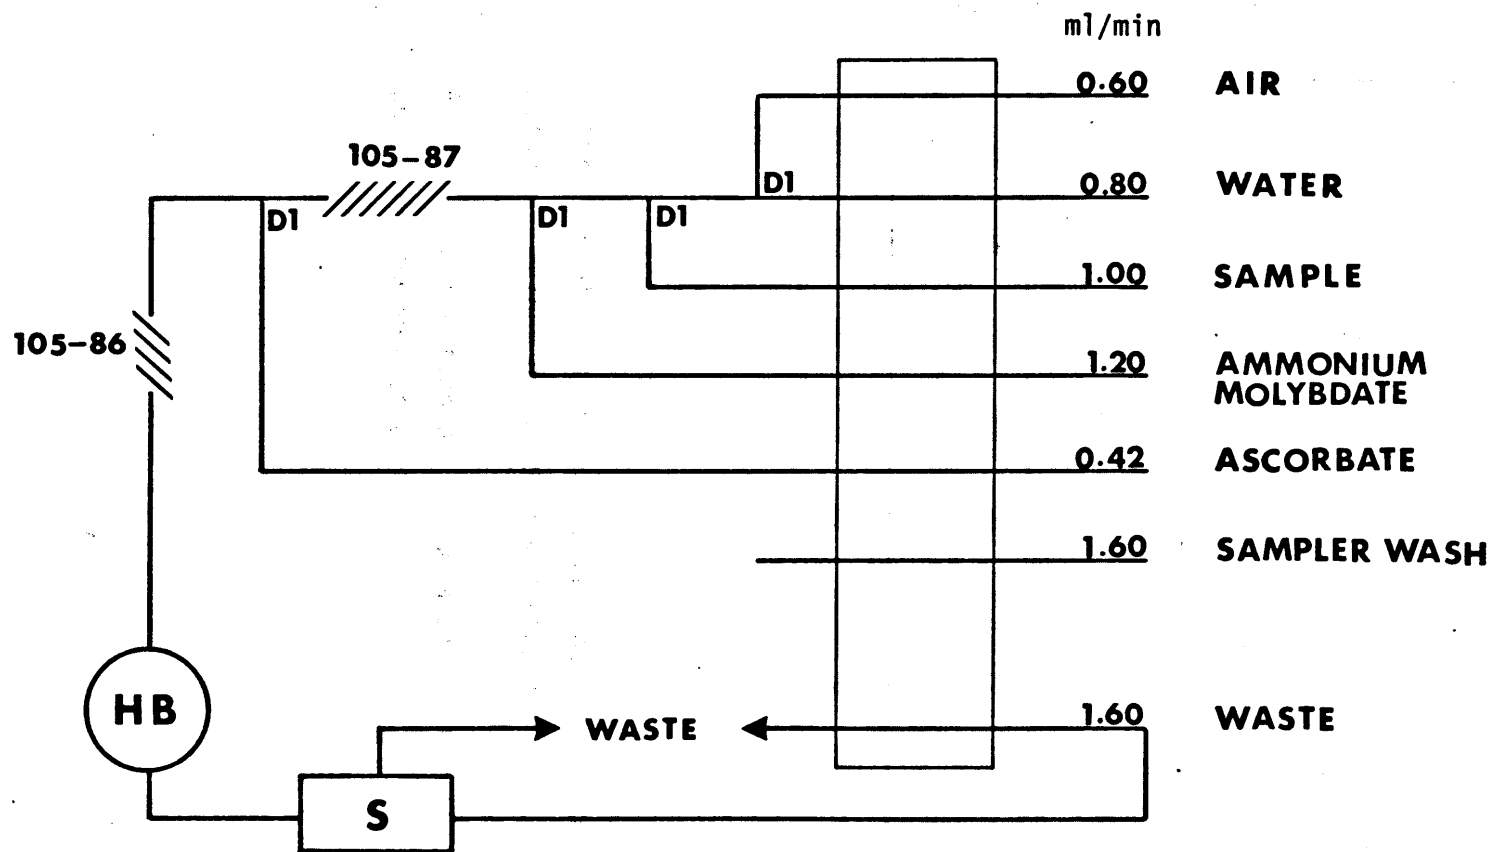 ml/min
0.60 AIR
105-87
D1 0.80 WATER
D1 D1 D1
1.00 SAMPLE
105-86
1.20 AMMONIUM
MOLYBDATE
0.42 ASCORBATE
1.60 SAMPLER WASH
HB
WASTE 1.60 WASTE
S